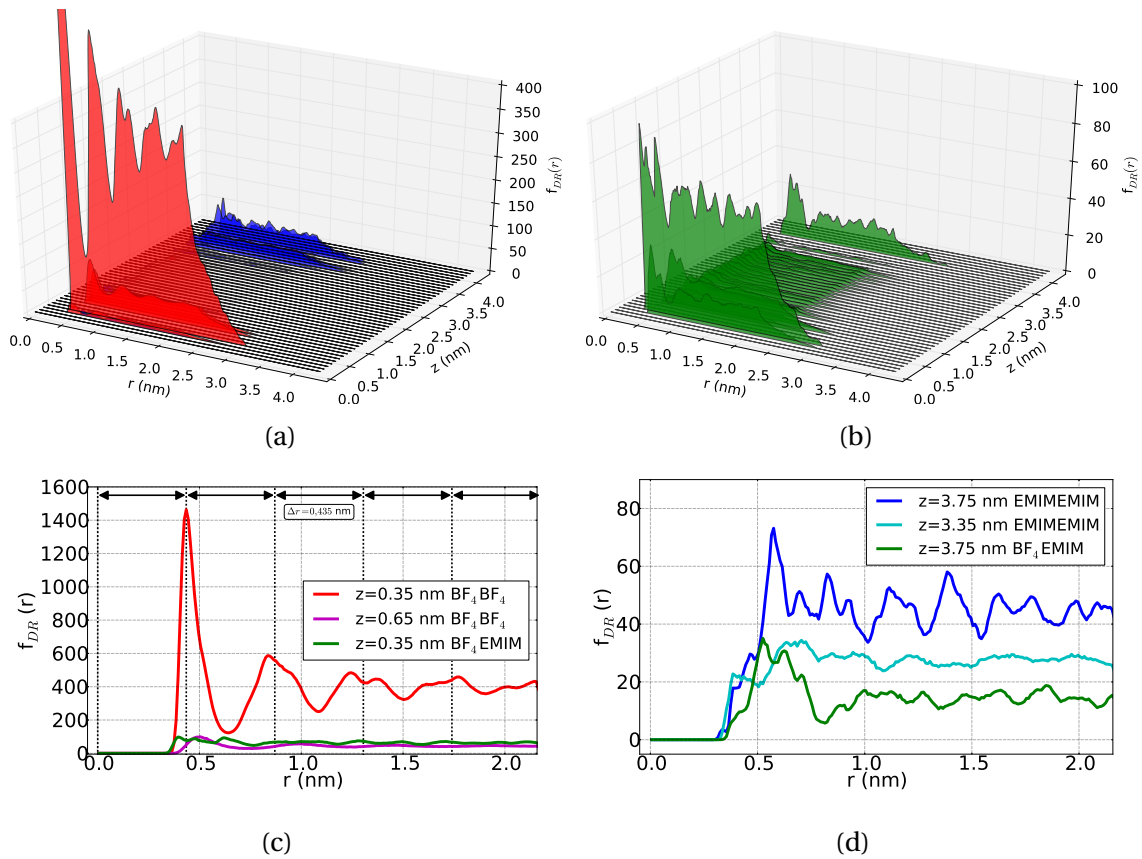 400
350
300
250
200
150
100
50
0
f_DR(r)
0.0
0.5
1.0
1.5
2.0
2.5
3.0
3.5
4.0
r (nm)
0.0
0.5
1.0
1.5
2.0
2.5
3.0
3.5
4.0
z (nm)
(a)
100
80
60
40
20
0
f_DR(r)
0.0
0.5
1.0
1.5
2.0
2.5
3.0
3.5
4.0
r (nm)
0.0
0.5
1.0
1.5
2.0
2.5
3.0
3.5
4.0
z (nm)
(b)
1600
1400
1200
1000
800
600
400
200
0
f_DR (r)
Δr=0,435 nm
z=0.35 nm BF₄BF₄
z=0.65 nm BF₄BF₄
z=0.35 nm BF₄EMIM
0.0 0.5 1.0 1.5 2.0
r (nm)
(c)
80
60
40
20
0
f_DR (r)
z=3.75 nm EMIMEMIM
z=3.35 nm EMIMEMIM
z=3.75 nm BF₄EMIM
0.0 0.5 1.0 1.5 2.0
r (nm)
(d)